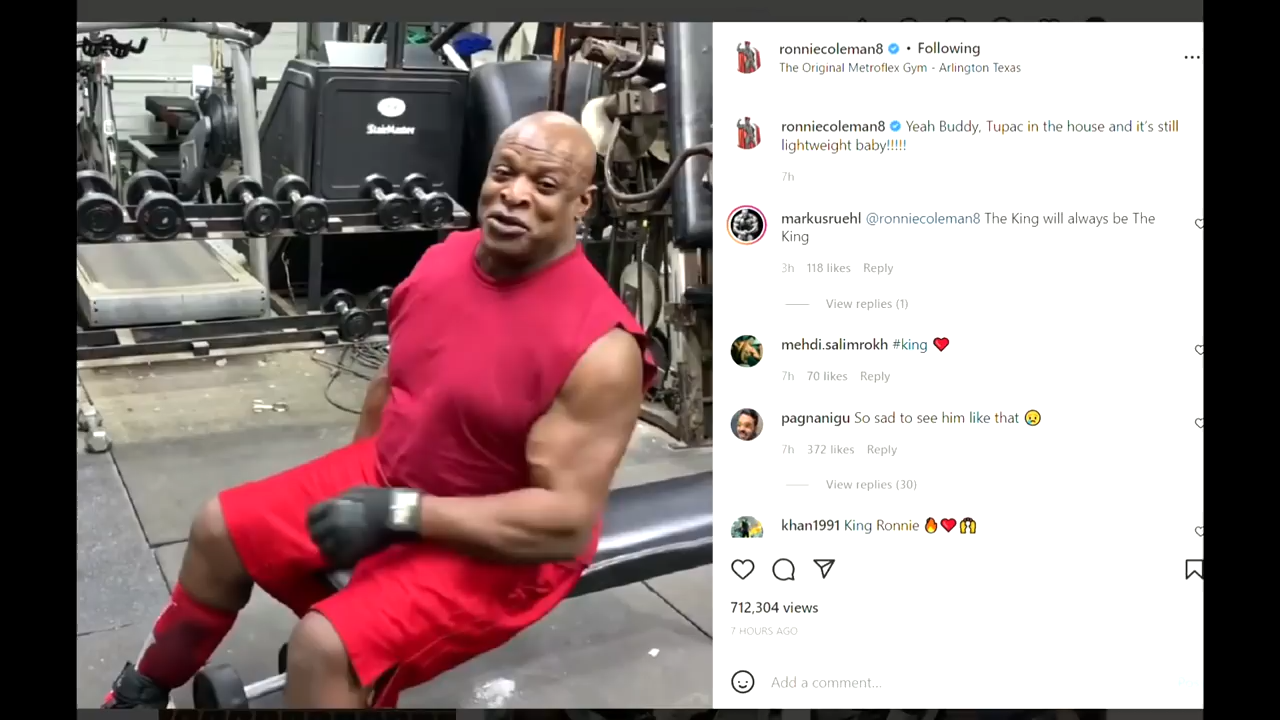 StairMaster
ronniecoleman8 • Following
The Original Metroflex Gym - Arlington Texas
ronniecoleman8 Yeah Buddy, Tupac in the house and it's still
lightweight baby!!!!!
7h
markusruehl @ronniecoleman8 The King will always be The
King
3h 118 likes Reply
View replies (1)
mehdi.salimrokh #king ❤️
7h 70 likes Reply
pagnanigu So sad to see him like that 😢
7h 372 likes Reply
View replies (30)
khan1991 King Ronnie 🔥❤️🙌
712,304 views
7 HOURS AGO
Add a comment...